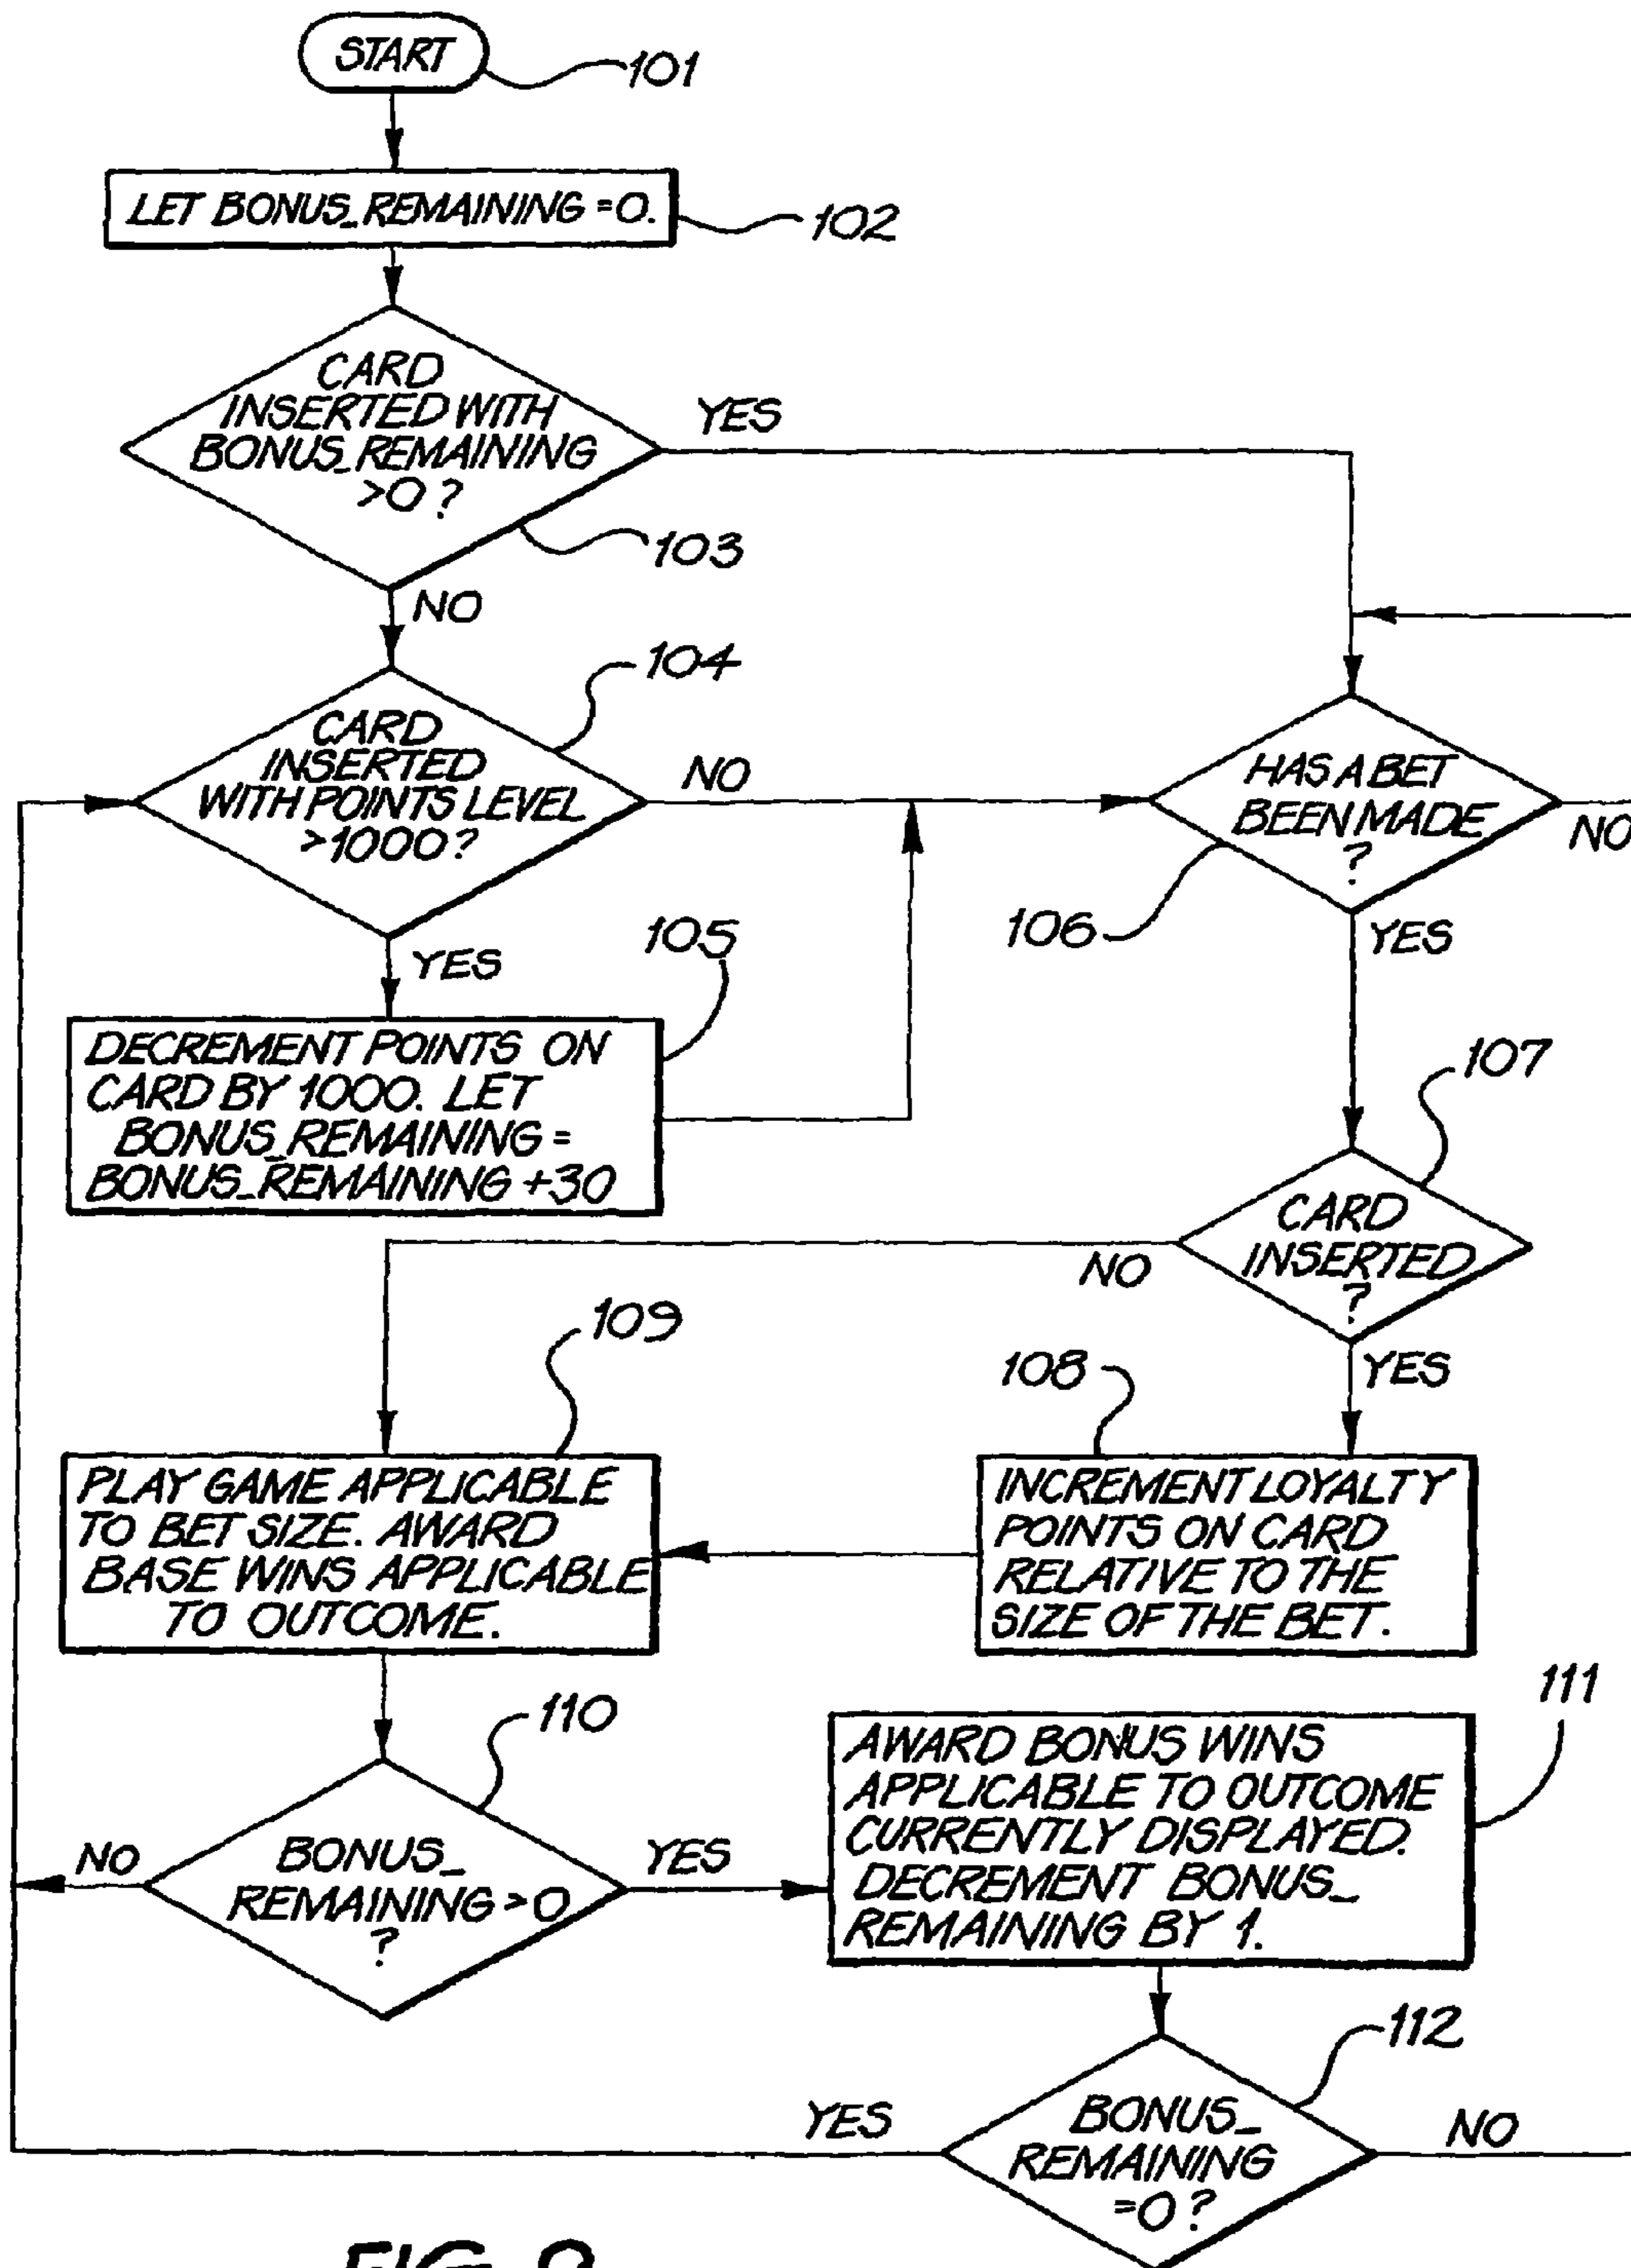 START
101
LET BONUS_REMAINING = 0.
102
CARD
INSERTED WITH
BONUS_REMAINING
>0 ?
YES
103
NO
104
CARD
INSERTED
WITH POINTS LEVEL
>1000?
NO
HAS A BET
BEEN MADE
?
NO
106
YES
YES
105
DECREMENT POINTS ON
CARD BY 1000. LET
BONUS_REMAINING =
BONUS_REMAINING +30
107
CARD
INSERTED
?
NO
YES
109
108
PLAY GAME APPLICABLE
TO BET SIZE. AWARD
BASE WINS APPLICABLE
TO OUTCOME.
INCREMENT LOYALTY
POINTS ON CARD
RELATIVE TO THE
SIZE OF THE BET.
110
111
BONUS_
REMAINING >0
?
NO
YES
AWARD BONUS WINS
APPLICABLE TO OUTCOME
CURRENTLY DISPLAYED.
DECREMENT BONUS_
REMAINING BY 1.
112
BONUS_
REMAINING
=0 ?
YES
NO